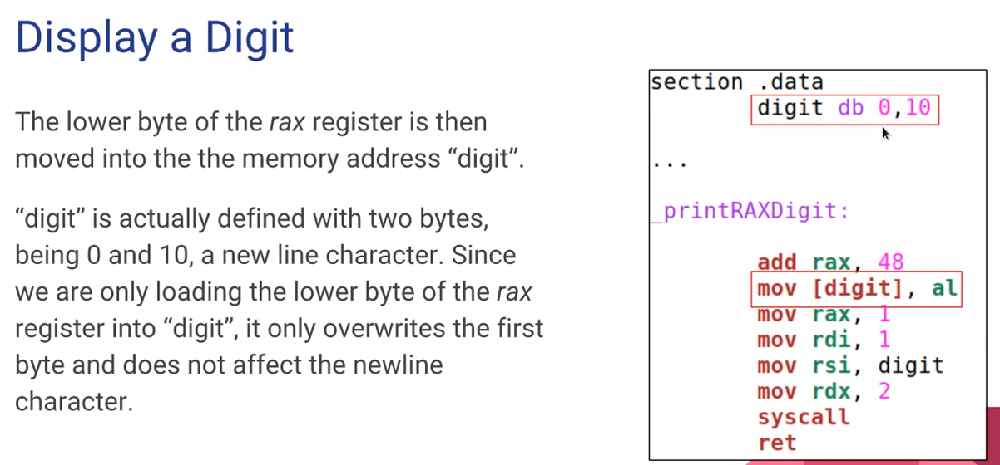 Display a Digit
The lower byte of the rax register is then
moved into the the memory address “digit”.
“digit” is actually defined with two bytes,
being 0 and 10, a new line character. Since
we are only loading the lower byte of the rax
register into “digit”, it only overwrites the first
byte and does not affect the newline
character.
section .data
digit db 0,10
...
_printRAXDigit:
add rax, 48
mov [digit], al
mov rax, 1
mov rdi, 1
mov rsi, digit
mov rdx, 2
syscall
ret